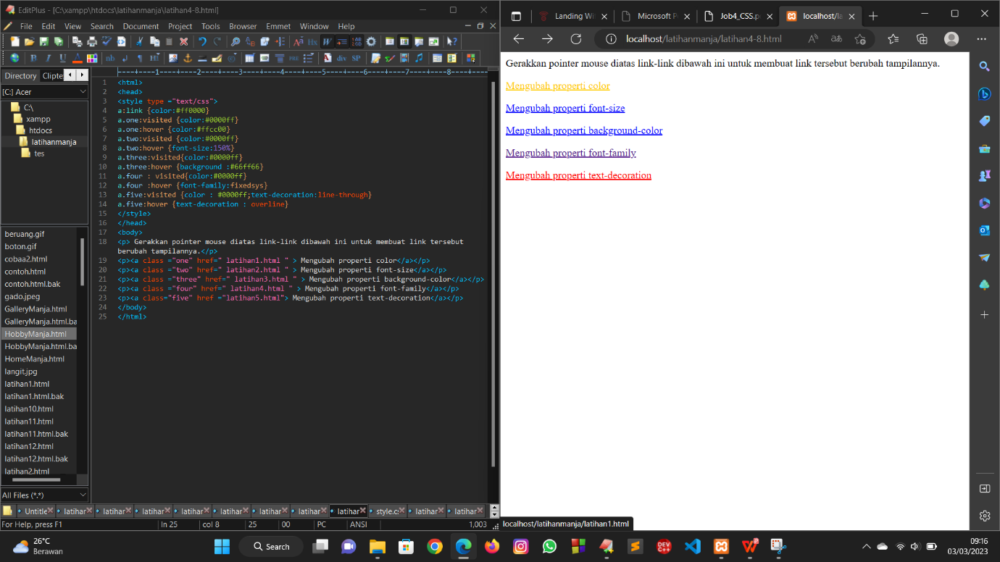 EditPlus - [C:\xampp\htdocs\latihanmanja\latihan4-8.html]
File Edit View Search Document Project Tools Browser Emmet Window Help
Directory Clipte
[C:] Acer
C:\
xampp
htdocs
latihanmanja
tes
beruang.gif
boton.gif
cobaa2.html
contoh.html
contoh.html.bak
gado.jpeg
GalleryManja.html
GalleryManja.html.ba
HobbyManja.html
HobbyManja.html.ba
HomeManja.html
langit.jpg
latihan1.html
latihan1.html.bak
latihan10.html
latihan11.html
latihan11.html.bak
latihan12.html
latihan12.html.bak
latihan2.html
All Files (*.*)
----+----1----+----2----+----3----+----4----+----5----+----6----+----7----+----8----+----
1 <html>
2 <head>
3 <style type ="text/css">
4 a:link {color:#ff0000}
5 a.one:visited {color:#0000ff}
6 a.one:hover {color:#ffcc00}
7 a.two:visited {color:#0000ff}
8 a.two:hover {font-size:150%}
9 a.three:visited{color:#0000ff}
10 a.three:hover {background :#66ff66}
11 a.four : visited{color:#0000ff}
12 a.four :hover {font-family:fixedsys}
13 a.five:visited {color : #0000ff;text-decoration:line-through}
14 a.five:hover {text-decoration : overline}
15 </style>
16 </head>
17 <body>
18 <p> Gerakkan pointer mouse diatas link-link dibawah ini untuk membuat link tersebut
berubah tampilannya.</p>
19 <p><a class ="one" href=" latihan1.html " > Mengubah properti color</a></p>
20 <p><a class ="two" href=" latihan2.html " > Mengubah properti font-size</a></p>
21 <p><a class ="three" href=" latihan3.html " > Mengubah properti background-color</a></p>
22 <p><a class ="four" href=" latihan4.html " > Mengubah properti font-family</a></p>
23 <p><a class="five" href ="latihan5.html"> Mengubah properti text-decoration</a></p>
24 </body>
25 </html>
Untitle latihar latihar latihar latihar latihar latihar latihar latihar style.cs latihar latihar
For Help, press F1 ln 25 col 8 25 00 PC ANSI 1,003
Landing Wi Microsoft P Job4_CSS.p localhost/la
localhost/latihanmanja/latihan4-8.html
Gerakkan pointer mouse diatas link-link dibawah ini untuk membuat link tersebut berubah tampilannya.
Mengubah properti color
Mengubah properti font-size
Mengubah properti background-color
Mengubah properti font-family
Mengubah properti text-decoration
localhost/latihanmanja/latihan1.html
26°C
Berawan
Search
09:16
03/03/2023